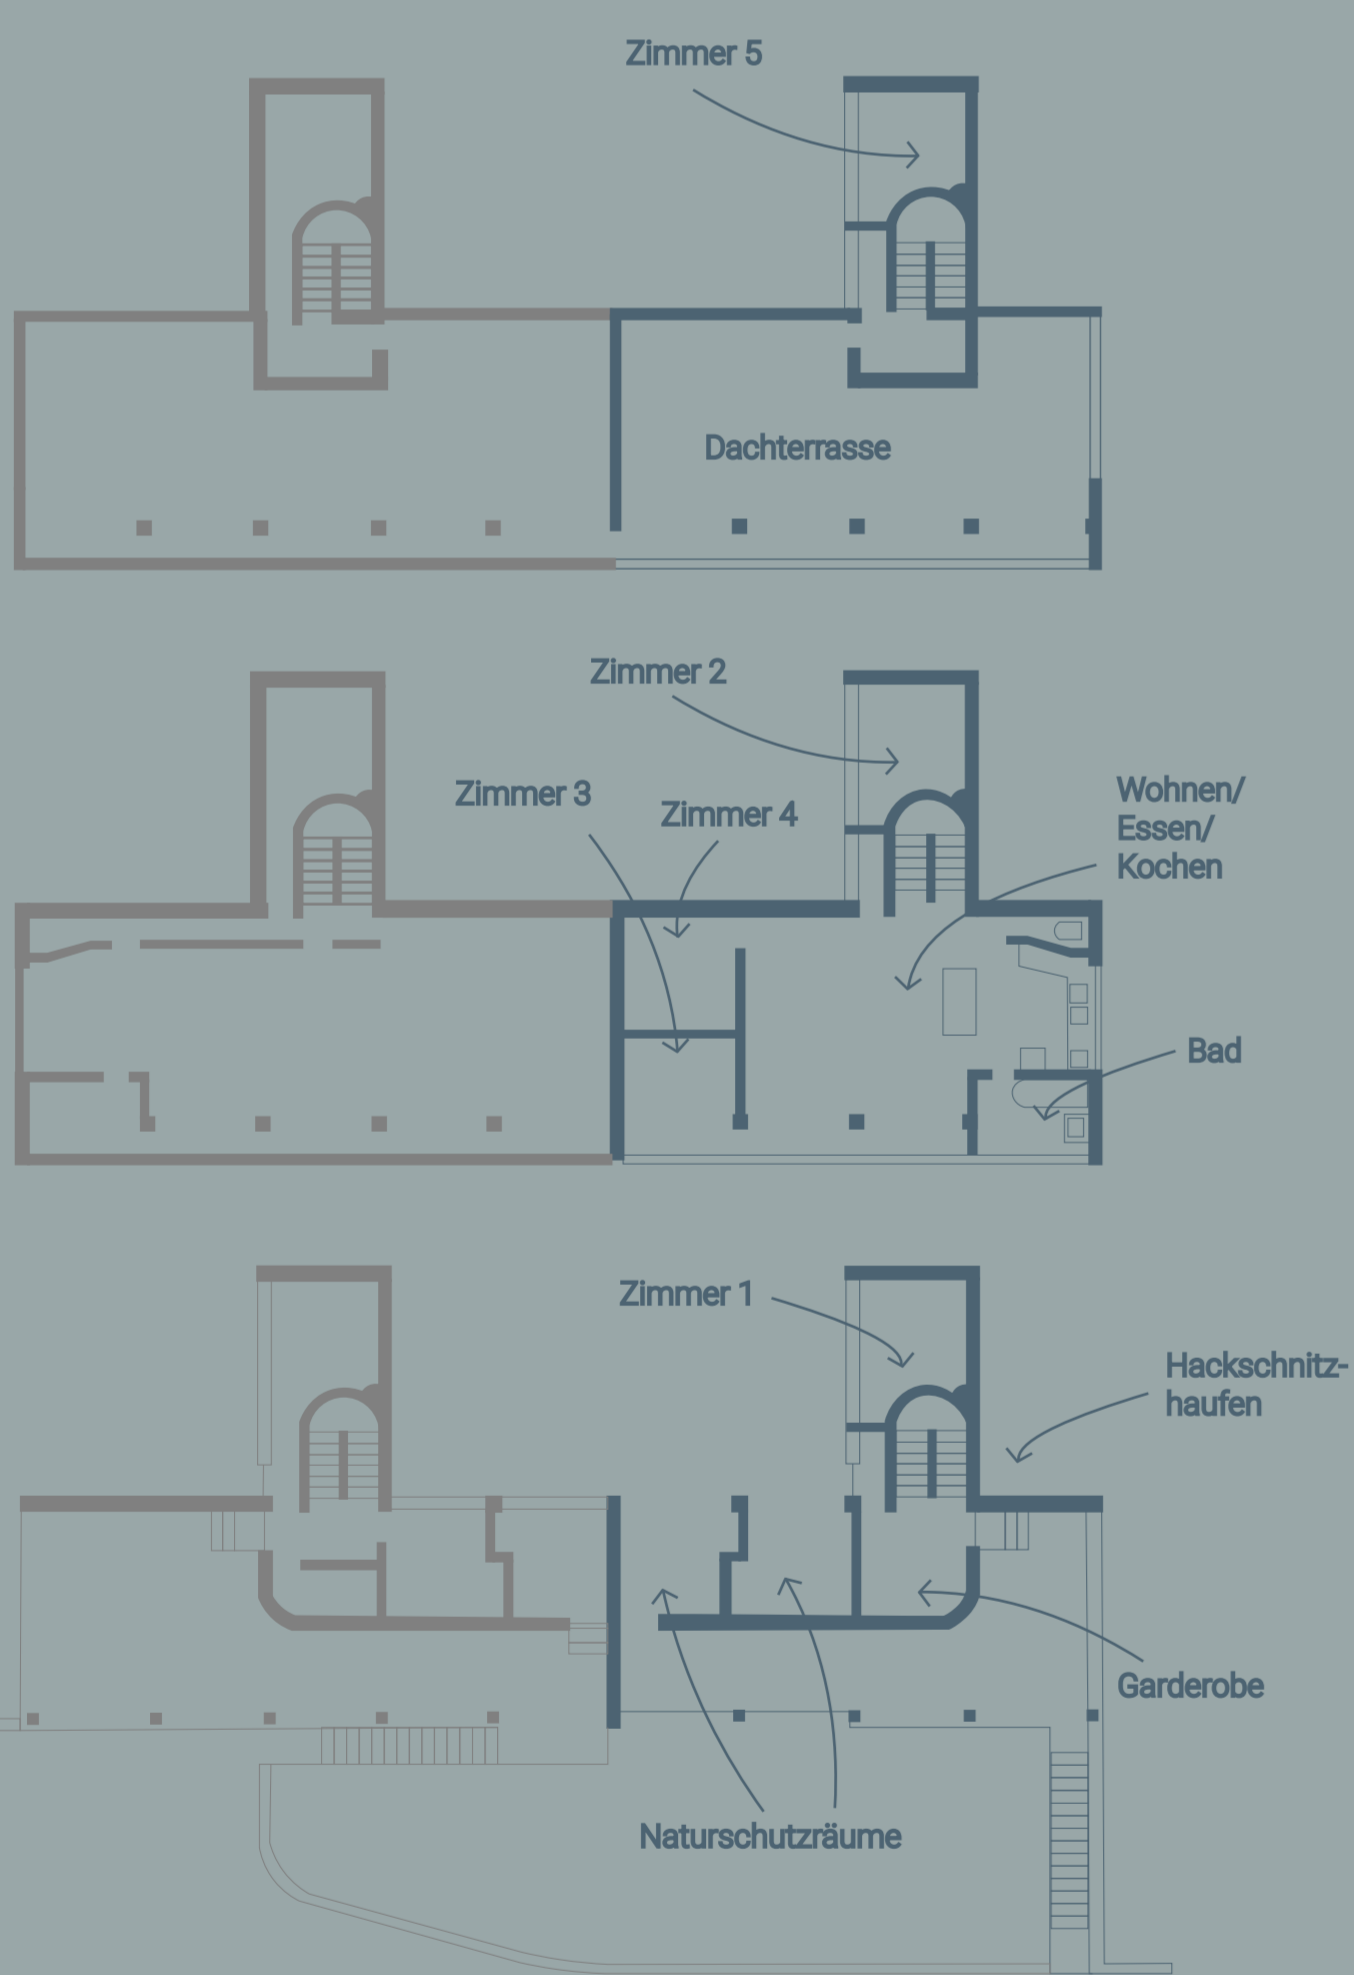 Zimmer 5
Dachterrasse
Zimmer 2
Zimmer 3
Zimmer 4
Wohnen/
Essen/
Kochen
Bad
Zimmer 1
Hackschnitz-
haufen
Garderobe
Naturschutzräume